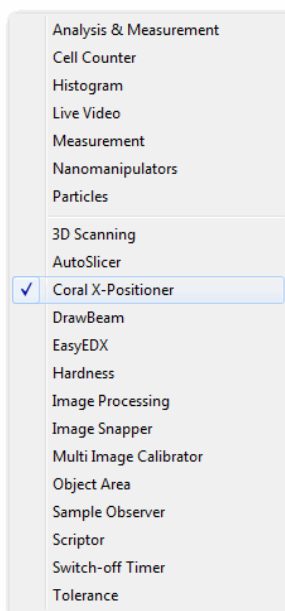 Analysis & Measurement
Cell Counter
Histogram
Live Video
Measurement
Nanomanipulators
Particles
3D Scanning
AutoSlicer
Coral X-Positioner
DrawBeam
EasyEDX
Hardness
Image Processing
Image Snapper
Multi Image Calibrator
Object Area
Sample Observer
Scriptor
Switch-off Timer
Tolerance